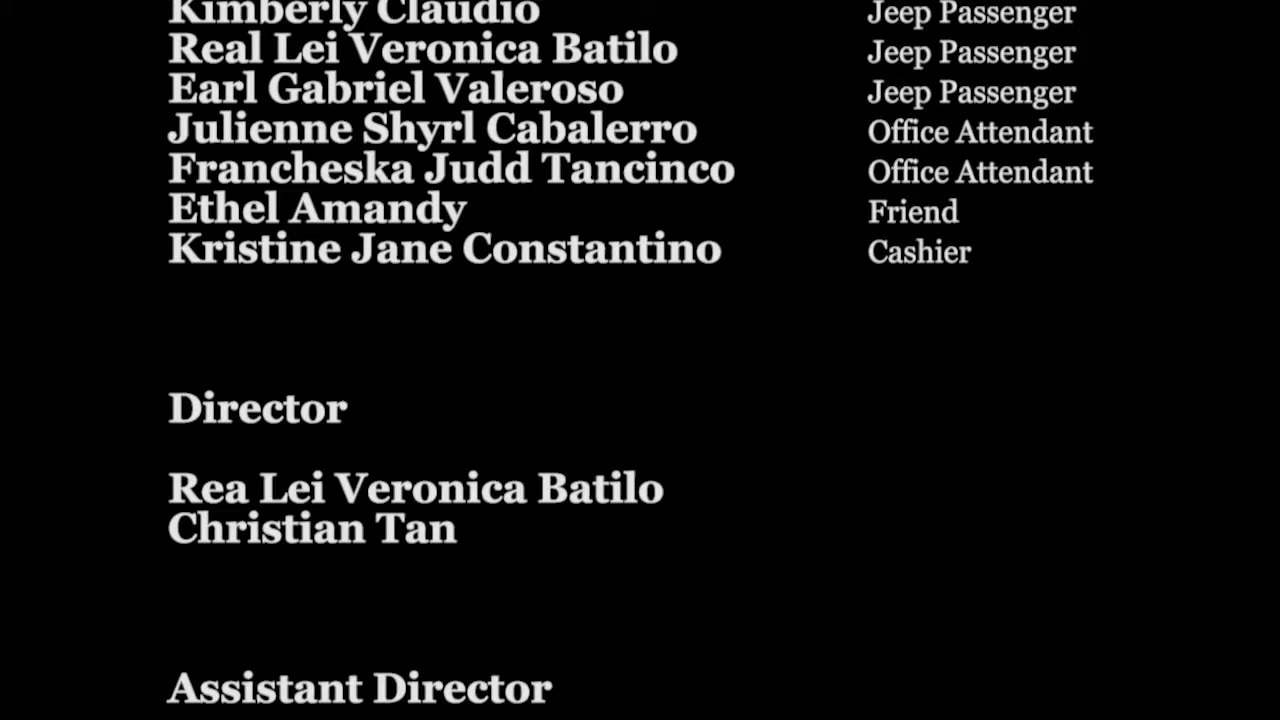 Kimberly Claudio Jeep Passenger
Real Lei Veronica Batilo Jeep Passenger
Earl Gabriel Valeroso Jeep Passenger
Julienne Shyrl Cabalerro Office Attendant
Francheska Judd Tancinco Office Attendant
Ethel Amandy Friend
Kristine Jane Constantino Cashier
Director
Rea Lei Veronica Batilo
Christian Tan
Assistant Director